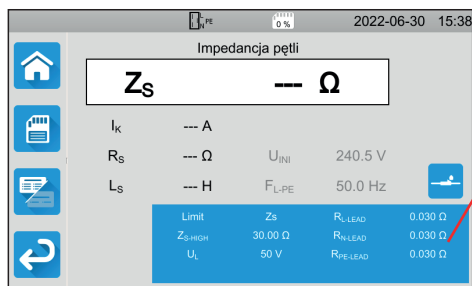 L N PE 0 % 2022-06-30 15:38
Impedancja pętli
Zs --- Ω
IK --- A
RS --- Ω UINI 240.5 V
LS --- H FL-PE 50.0 Hz
Limit Zs RL-LEAD 0.030 Ω
ZS-HIGH 30.00 Ω RN-LEAD 0.030 Ω
UL 50 V RPE-LEAD 0.030 Ω